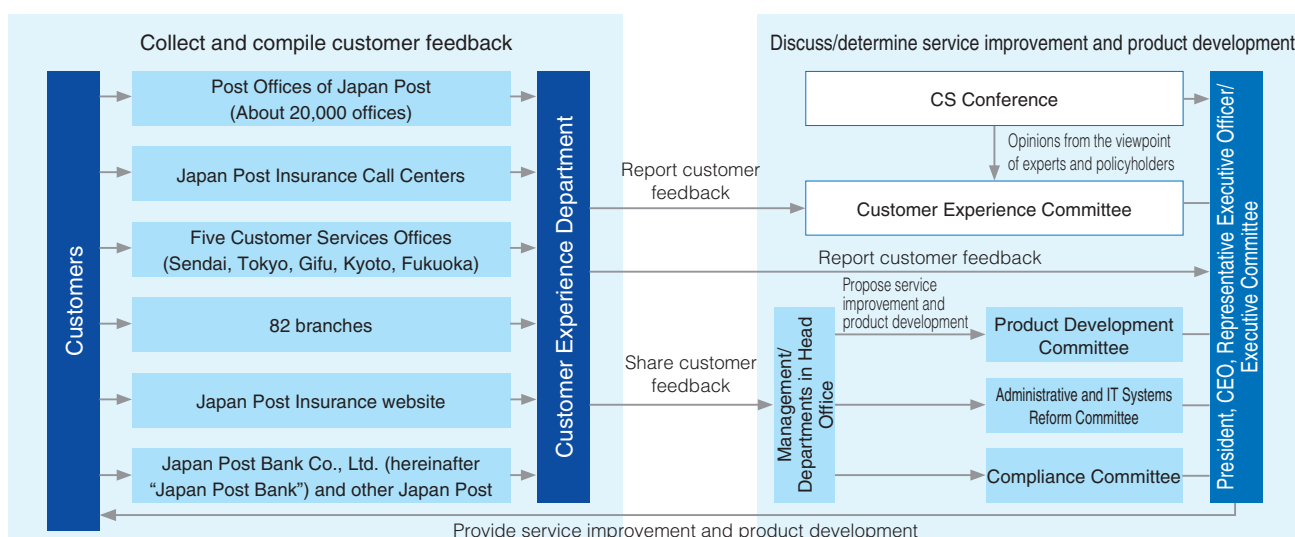 Collect and compile customer feedback
Customers
Post Offices of Japan Post
(About 20,000 offices)
Japan Post Insurance Call Centers
Five Customer Services Offices
(Sendai, Tokyo, Gifu, Kyoto, Fukuoka)
82 branches
Japan Post Insurance website
Japan Post Bank Co., Ltd. (hereinafter
“Japan Post Bank”) and other Japan Post
Customer Experience Department
Report customer
feedback
Share customer
feedback
Discuss/determine service improvement and product development
CS Conference
Opinions from the viewpoint
of experts and policyholders
Customer Experience Committee
Report customer feedback
Management/
Departments in Head
Office
Propose service
improvement and
product development
Product Development
Committee
Administrative and IT Systems
Reform Committee
Compliance Committee
President, CEO, Representative Executive Officer/
Executive Committee
Provide service improvement and product development